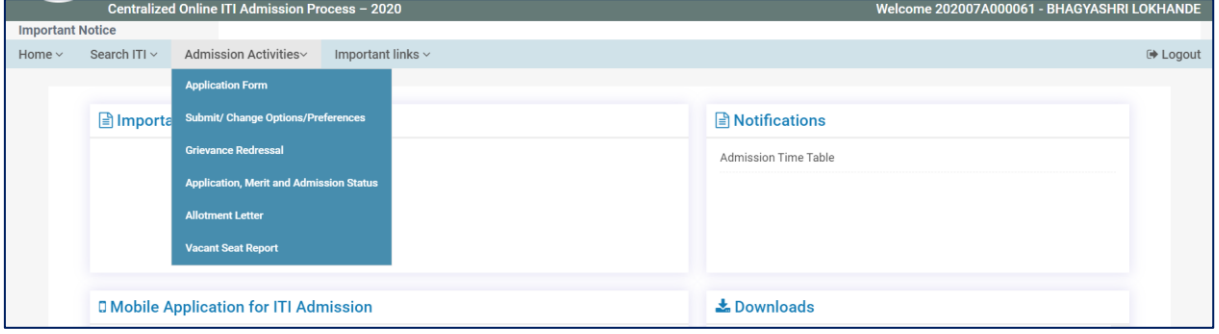 Centralized Online ITI Admission Process – 2020
Welcome 202007A000061 - BHAGYASHRI LOKHANDE
Important Notice
Home Search ITI Admission Activities Important links Logout
Application Form
Submit/ Change Options/Preferences
Grievance Redressal
Application, Merit and Admission Status
Allotment Letter
Vacant Seat Report
Importa
Notifications
Admission Time Table
Mobile Application for ITI Admission
Downloads